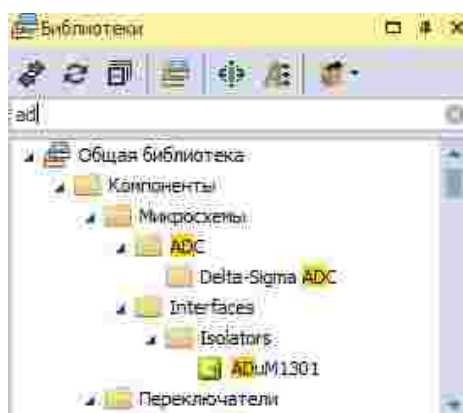 Библиотеки
ad
Общая библиотека
Компоненты
Микросхемы
ADC
Delta-Sigma ADC
Interfaces
Isolators
ADuM1301
Переключатели